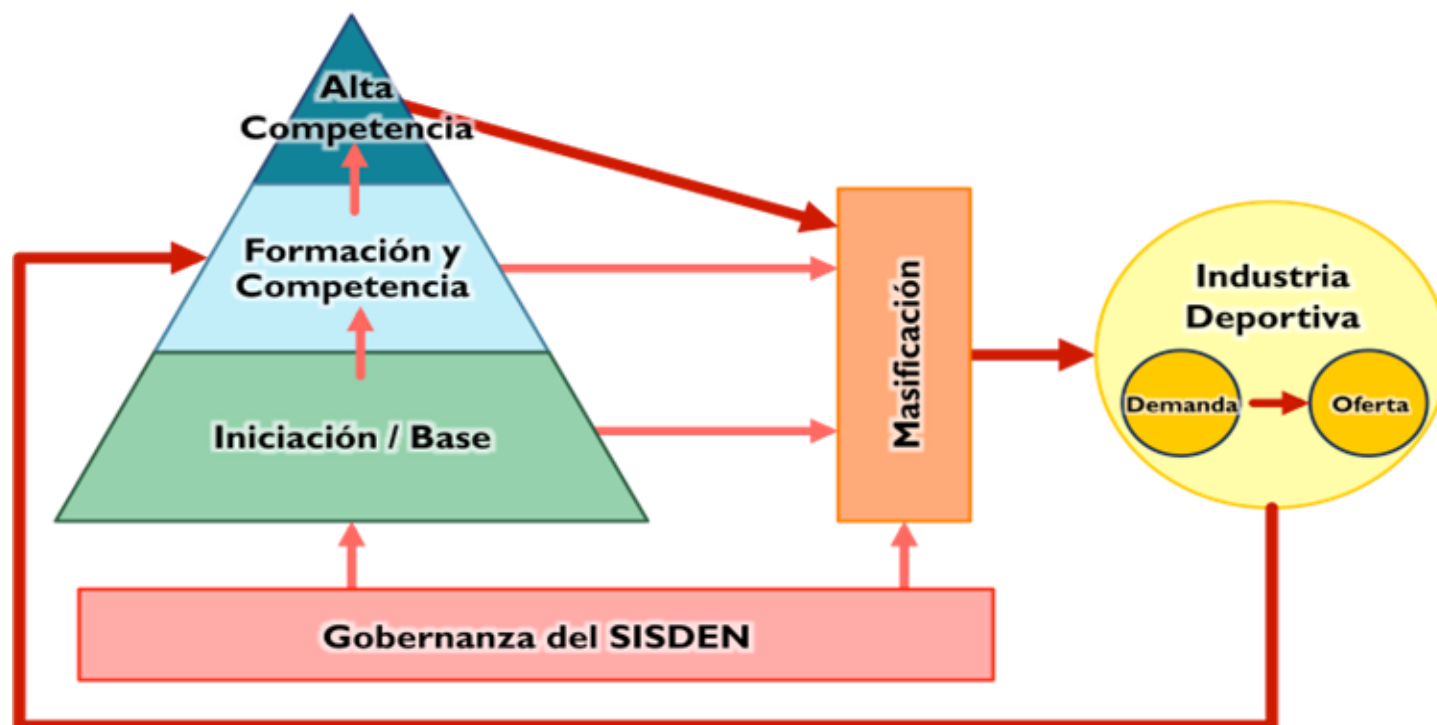 Alta
Competencia
Formación y
Competencia
Iniciación / Base
Masificación
Industria
Deportiva
Demanda
Oferta
Gobernanza del SISDEN